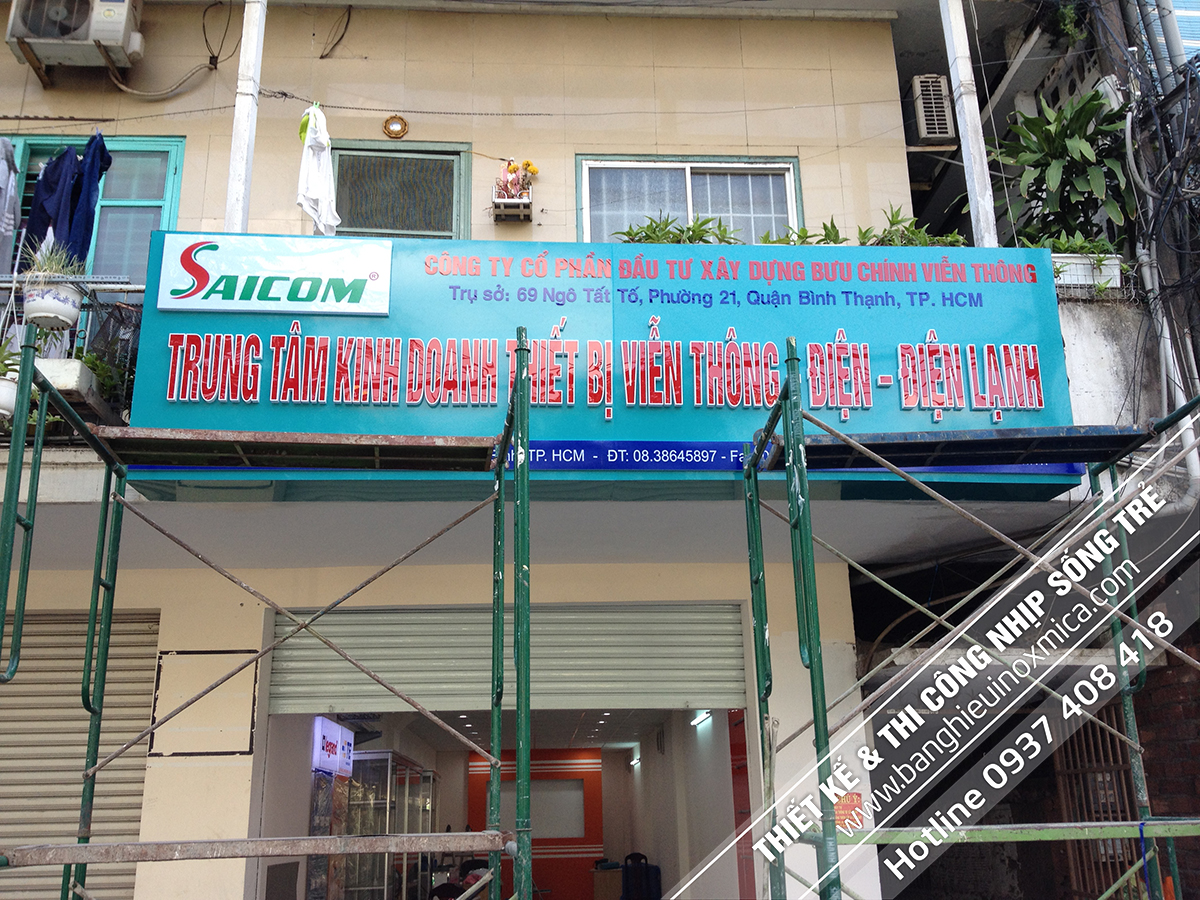 SAICOM®
CÔNG TY CỔ PHẦN ĐẦU TƯ XÂY DỰNG BƯU CHÍNH VIỄN THÔNG
Trụ sở: 69 Ngô Tất Tố, Phường 21, Quận Bình Thạnh, TP. HCM
TRUNG TÂM KINH DOANH THIẾT BỊ VIỄN THÔNG ĐIỆN - ĐIỆN LẠNH
TP. HCM - ĐT: 08.38645897 -
legrand
THIẾT KẾ & THI CÔNG NHỊP SỐNG TRẺ
www.banghieuinoxmica.com
Hotline 0937 408 418